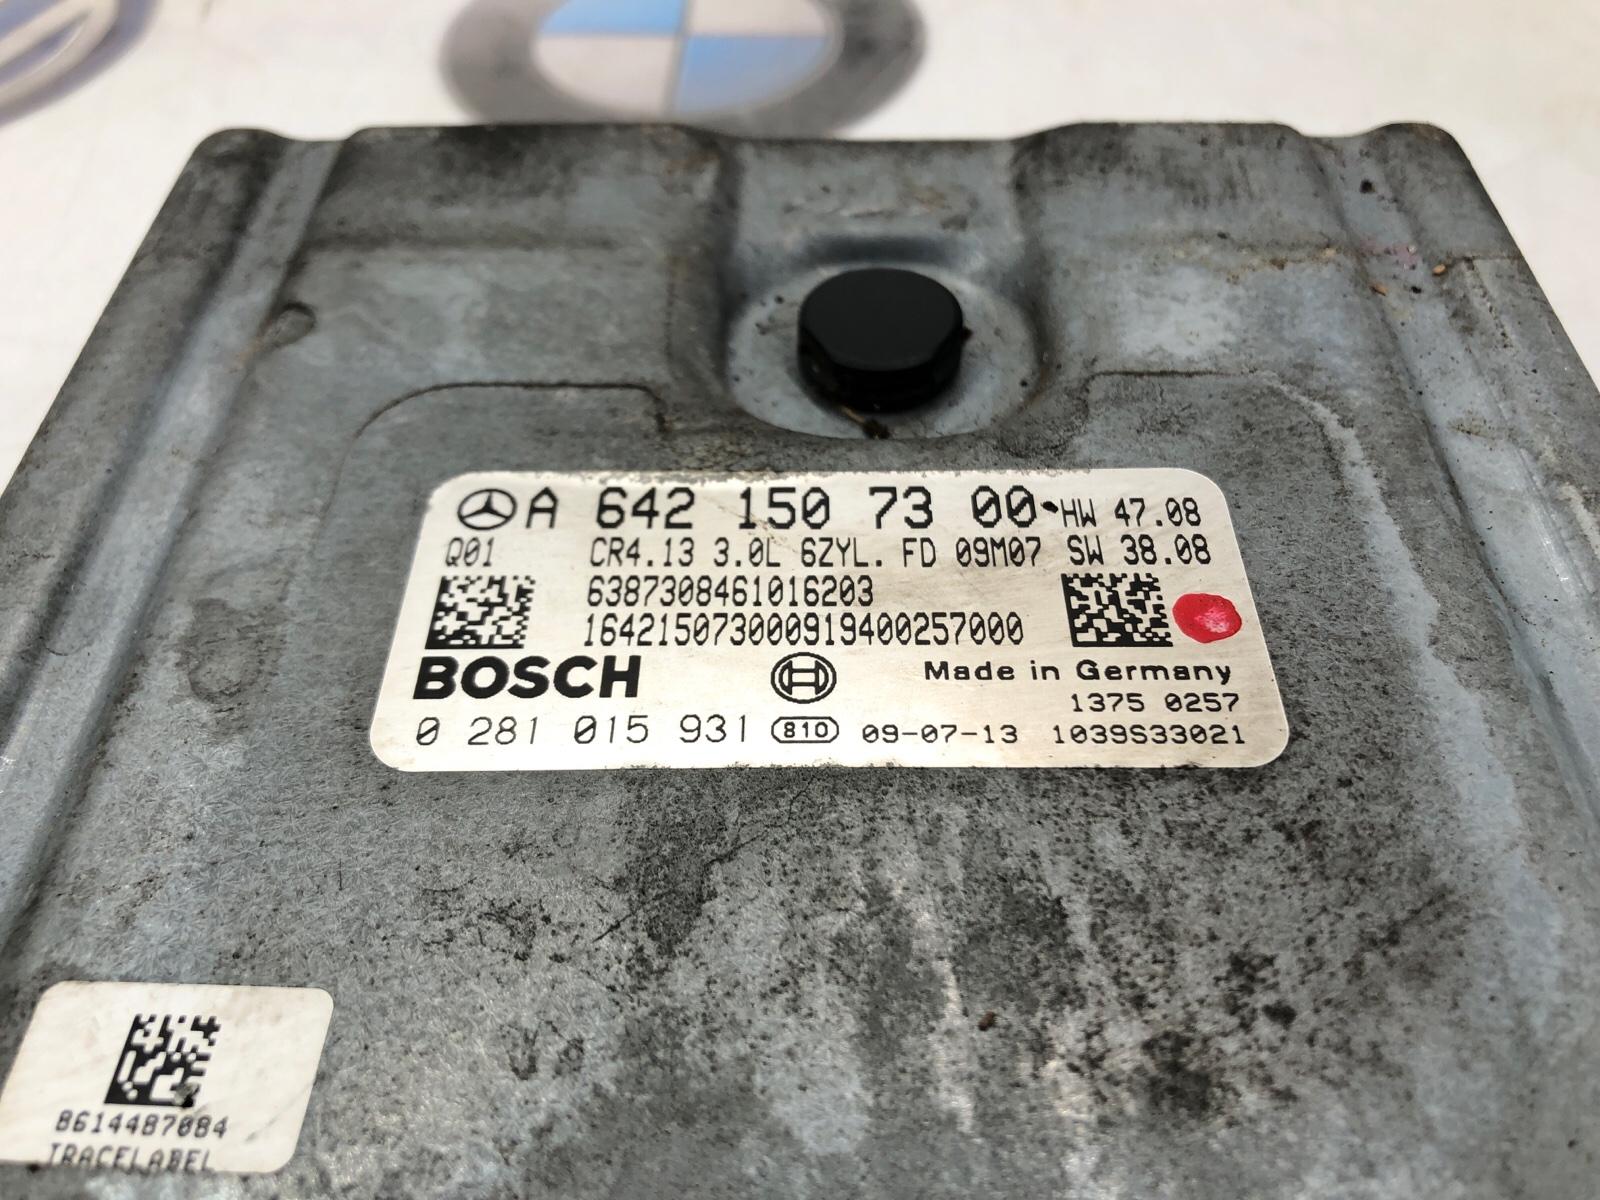 A 642 150 73 00 HW 47.08
Q01 CR4.13 3.0L 6ZYL. FD 09M07 SW 38.08
6387308461016203
164215073000919400257000
BOSCH Made in Germany
1375 0257
0 281 015 931 810 09-07-13 1039S33021
8614487084
TRACELABEL